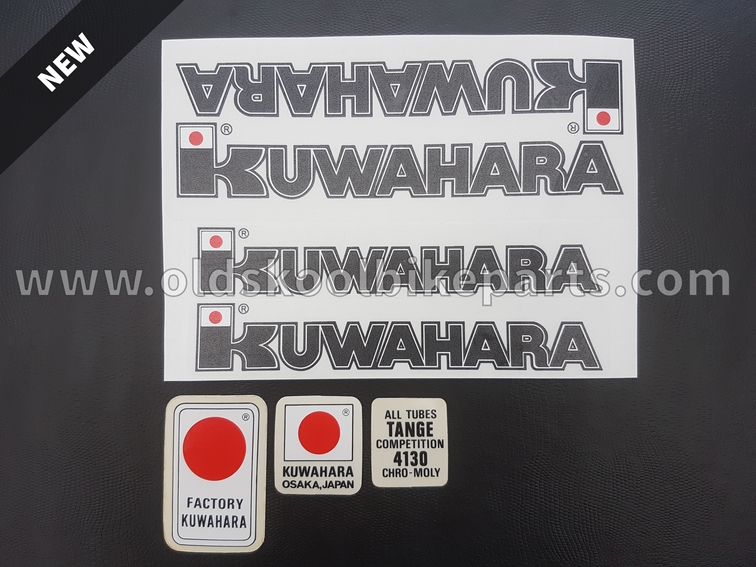 NEW
KUWAHARA
®
®
KUWAHARA
®
KUWAHARA
www.oldskoolbikeparts.com
®
KUWAHARA
®
FACTORY
KUWAHARA
®
KUWAHARA
OSAKA, JAPAN
ALL TUBES
TANGE
COMPETITION
4130
CHRO-MOLY